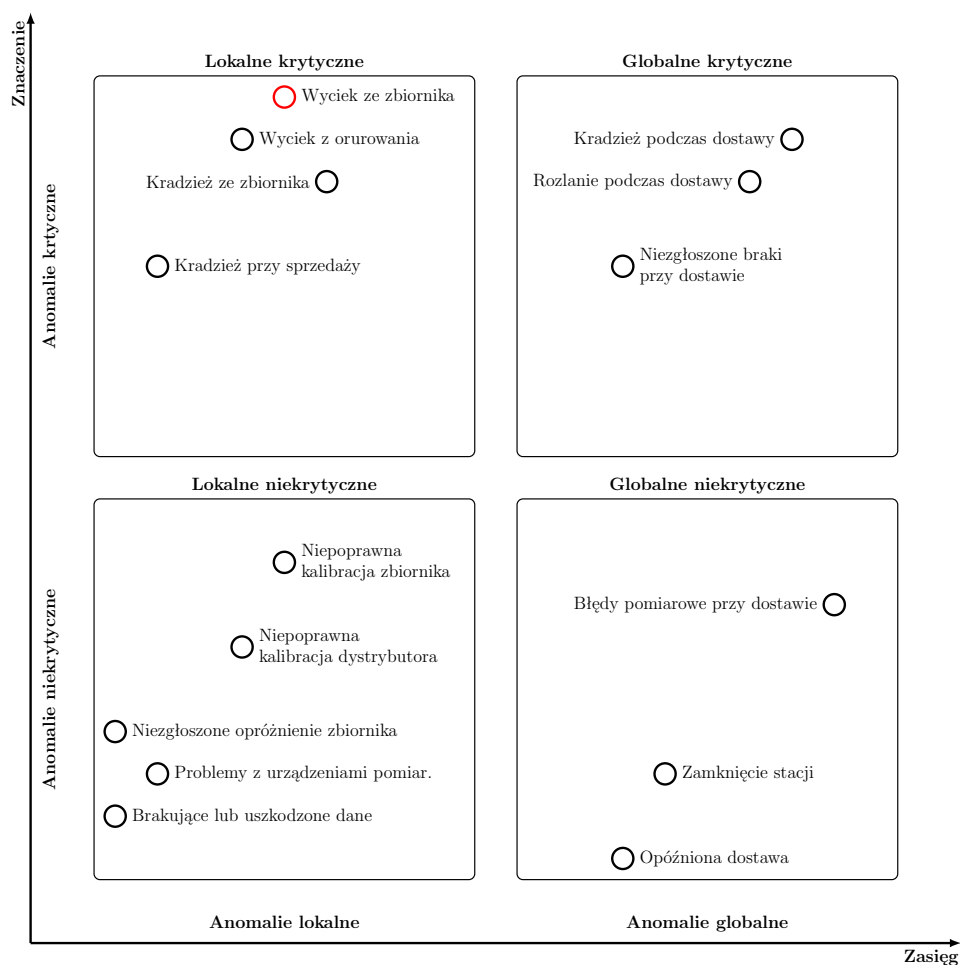 Znaczenie
Lokalne krytyczne
Globalne krytyczne
Wyciek ze zbiornika
Wyciek z orurowania
Kradzież podczas dostawy
Kradzież ze zbiornika
Rozlanie podczas dostawy
Anomalie krtyczne
Kradzież przy sprzedaży
Niezgłoszone braki
przy dostawie
Lokalne niekrytyczne
Globalne niekrytyczne
Niepoprawna
kalibracja zbiornika
Błędy pomiarowe przy dostawie
Niepoprawna
kalibracja dystrybutora
Anomalie niekrytyczne
Niezgłoszone opróżnienie zbiornika
Problemy z urządzeniami pomiar.
Zamknięcie stacji
Brakujące lub uszkodzone dane
Opóźniona dostawa
Anomalie lokalne
Anomalie globalne
Zasięg